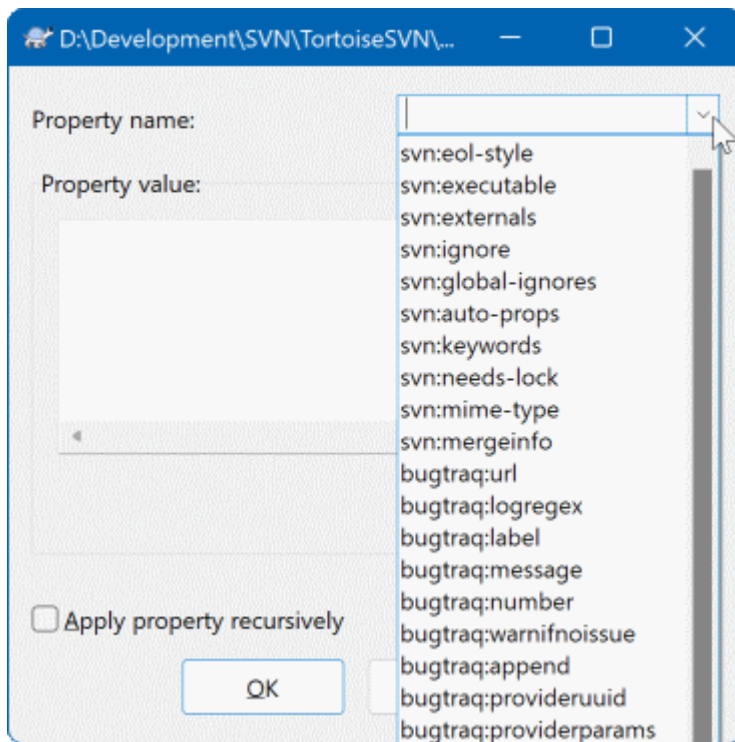 D:\Development\SVN\TortoiseSVN\...
Property name:
svn:eol-style
Property value:
svn:executable
svn:externals
svn:ignore
svn:global-ignores
svn:auto-props
svn:keywords
svn:needs-lock
svn:mime-type
svn:mergeinfo
bugtraq:url
bugtraq:logregex
bugtraq:label
bugtraq:message
bugtraq:number
Apply property recursively
bugtraq:warnifnoissue
bugtraq:append
OK
bugtraq:provideruuid
bugtraq:providerparams